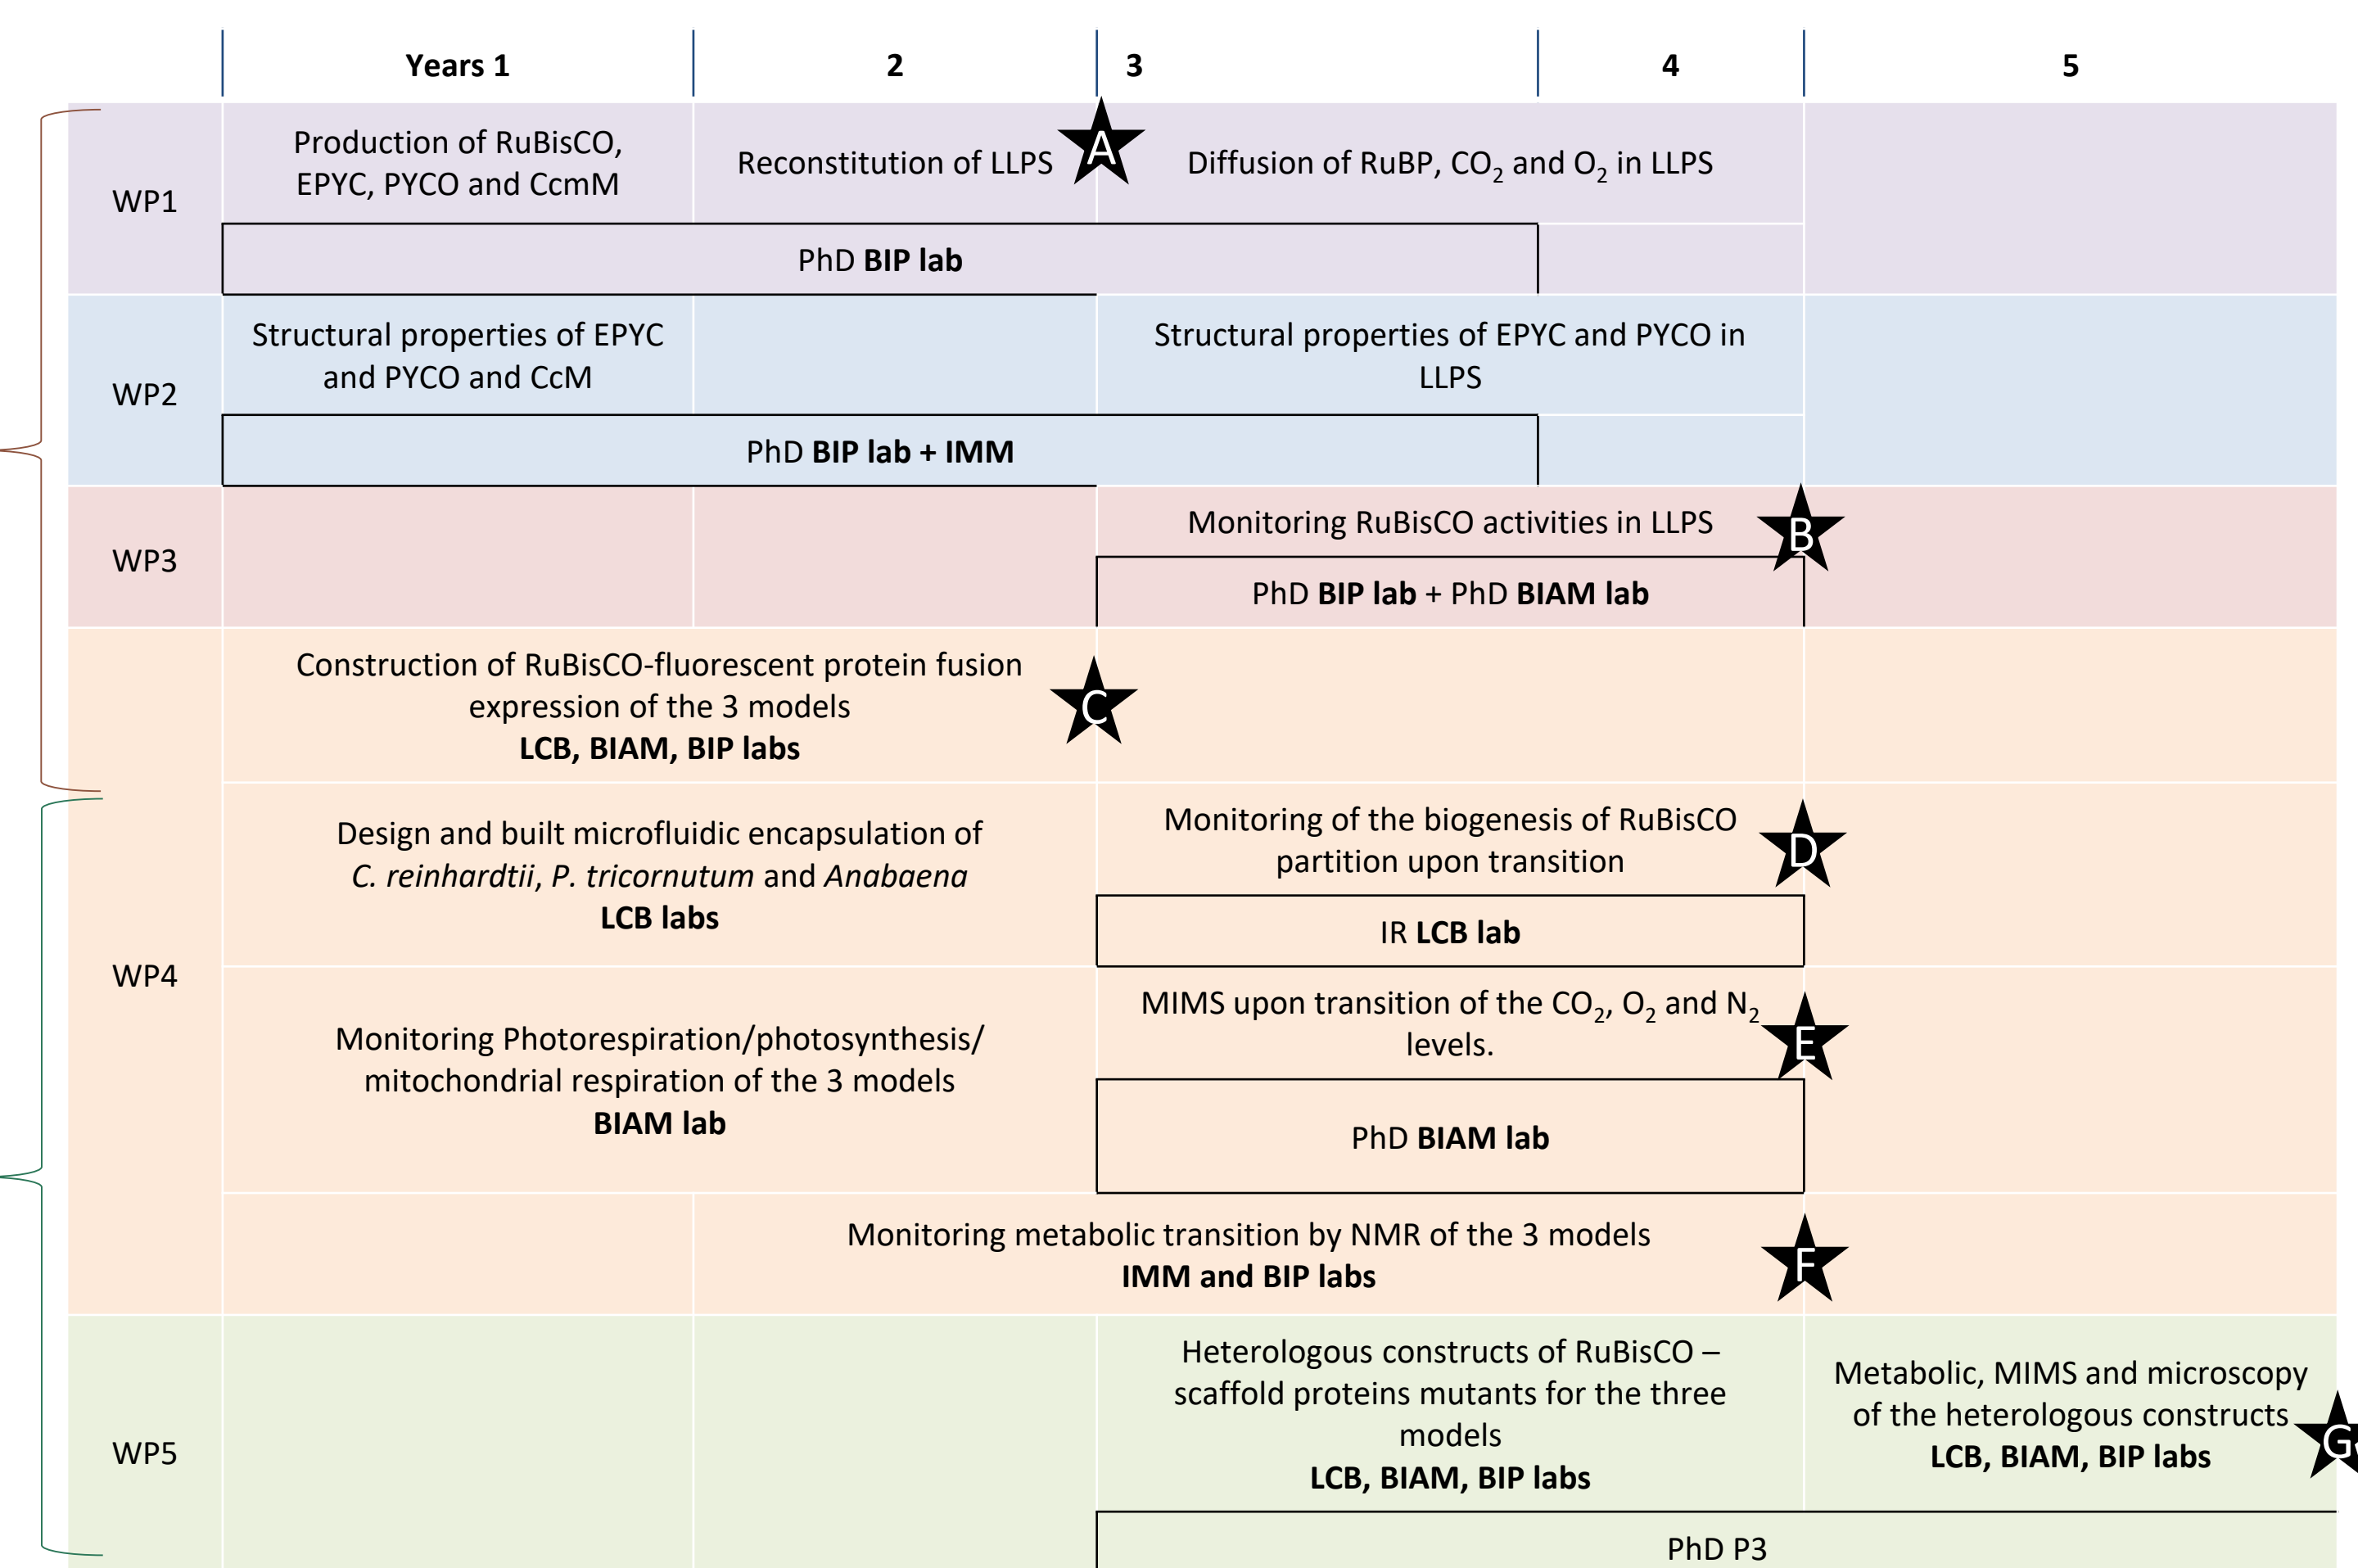 Years 1 2 3 4 5
WP1
Production of RuBisCO,
EPYC, PYCO and CcmM
Reconstitution of LLPS
A
Diffusion of RuBP, CO₂ and O₂ in LLPS
PhD BIP lab
WP2
Structural properties of EPYC
and PYCO and CcM
Structural properties of EPYC and PYCO in
LLPS
PhD BIP lab + IMM
WP3
Monitoring RuBisCO activities in LLPS
B
PhD BIP lab + PhD BIAM lab
WP4
Construction of RuBisCO-fluorescent protein fusion
expression of the 3 models
LCB, BIAM, BIP labs
C
Design and built microfluidic encapsulation of
C. reinhardtii, P. tricornutum and Anabaena
LCB labs
Monitoring of the biogenesis of RuBisCO
partition upon transition
D
IR LCB lab
Monitoring Photorespiration/photosynthesis/
mitochondrial respiration of the 3 models
BIAM lab
MIMS upon transition of the CO₂, O₂ and N₂
levels.
E
PhD BIAM lab
Monitoring metabolic transition by NMR of the 3 models
IMM and BIP labs
F
WP5
Heterologous constructs of RuBisCO –
scaffold proteins mutants for the three
models
LCB, BIAM, BIP labs
Metabolic, MIMS and microscopy
of the heterologous constructs
LCB, BIAM, BIP labs
G
PhD P3